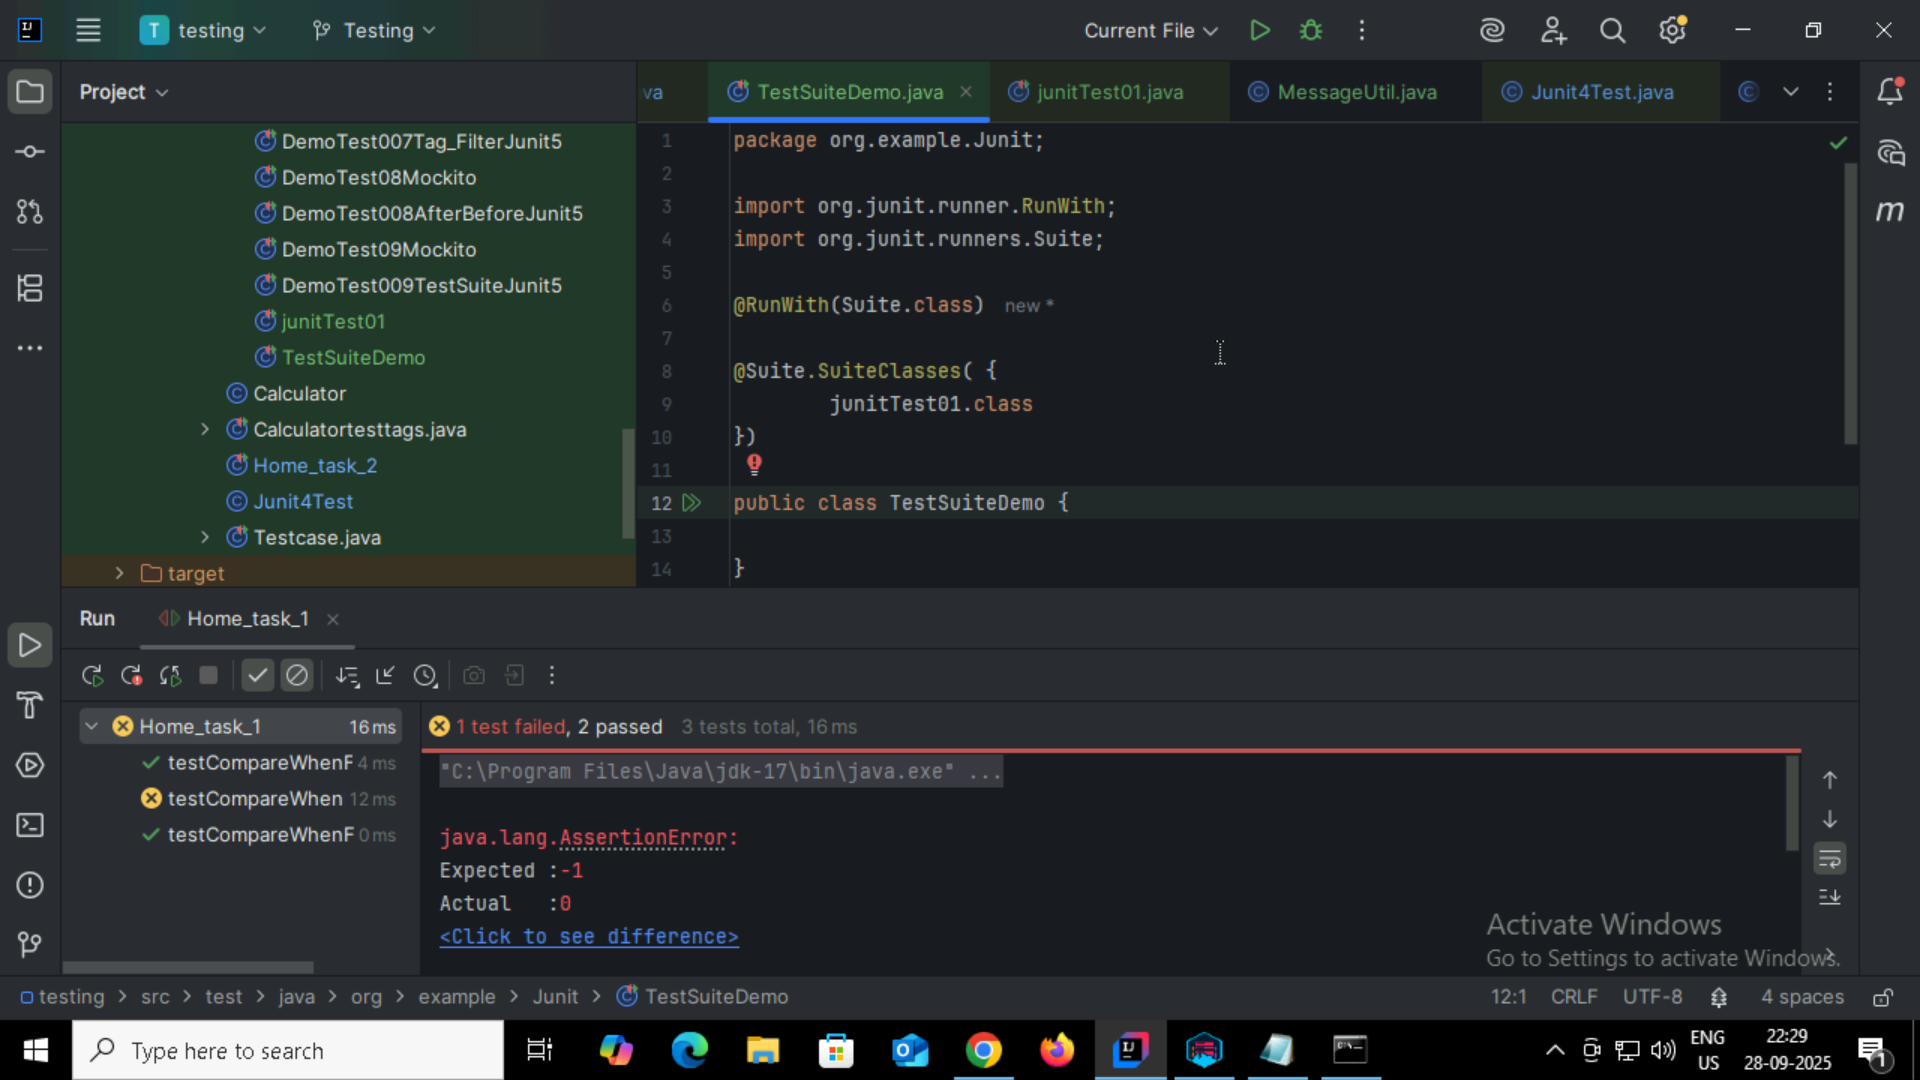 testing
Testing
Current File
Project
va
TestSuiteDemo.java
junitTest01.java
MessageUtil.java
Junit4Test.java
DemoTest007Tag_FilterJunit5
DemoTest08Mockito
DemoTest008AfterBeforeJunit5
DemoTest09Mockito
DemoTest009TestSuiteJunit5
junitTest01
TestSuiteDemo
Calculator
Calculatortesttags.java
Home_task_2
Junit4Test
Testcase.java
target
1 package org.example.Junit;
2
3 import org.junit.runner.RunWith;
4 import org.junit.runners.Suite;
5
6 @RunWith(Suite.class) new *
7
8 @Suite.SuiteClasses( {
9 junitTest01.class
10 })
11
12 public class TestSuiteDemo {
13
14 }
Run
Home_task_1
Home_task_1 16 ms
testCompareWhenF 4 ms
testCompareWhen 12 ms
testCompareWhenF 0 ms
1 test failed, 2 passed 3 tests total, 16 ms
"C:\Program Files\Java\jdk-17\bin\java.exe" ...
java.lang.AssertionError:
Expected :-1
Actual :0
<Click to see difference>
Activate Windows
Go to Settings to activate Windows.
testing > src > test > java > org > example > Junit > TestSuiteDemo
12:1 CRLF UTF-8 4 spaces
Type here to search
ENG
US
22:29
28-09-2025
1